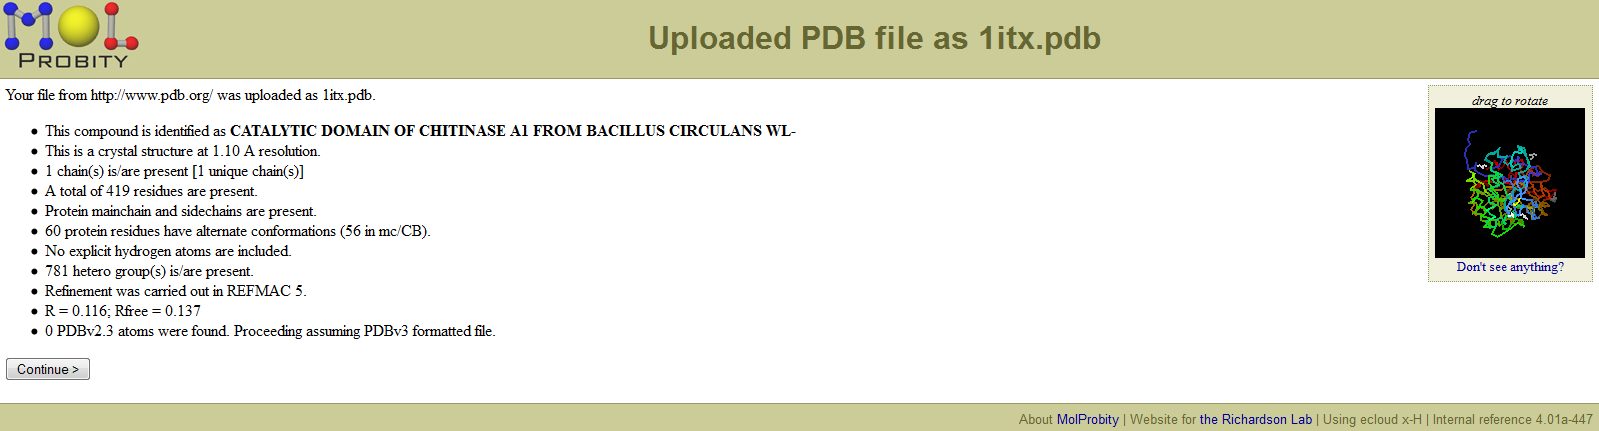 MOL
PROBITY
Uploaded PDB file as 1itx.pdb
Your file from http://www.pdb.org/ was uploaded as 1itx.pdb.
This compound is identified as CATALYTIC DOMAIN OF CHITINASE A1 FROM BACILLUS CIRCULANS WL-
This is a crystal structure at 1.10 A resolution.
1 chain(s) is/are present [1 unique chain(s)]
A total of 419 residues are present.
Protein mainchain and sidechains are present.
60 protein residues have alternate conformations (56 in mc/CB).
No explicit hydrogen atoms are included.
781 hetero group(s) is/are present.
Refinement was carried out in REFMAC 5.
R = 0.116; Rfree = 0.137
0 PDBv2.3 atoms were found. Proceeding assuming PDBv3 formatted file.
Continue >
drag to rotate
Don't see anything?
About MolProbity | Website for the Richardson Lab | Using ecloud x-H | Internal reference 4.01a-447